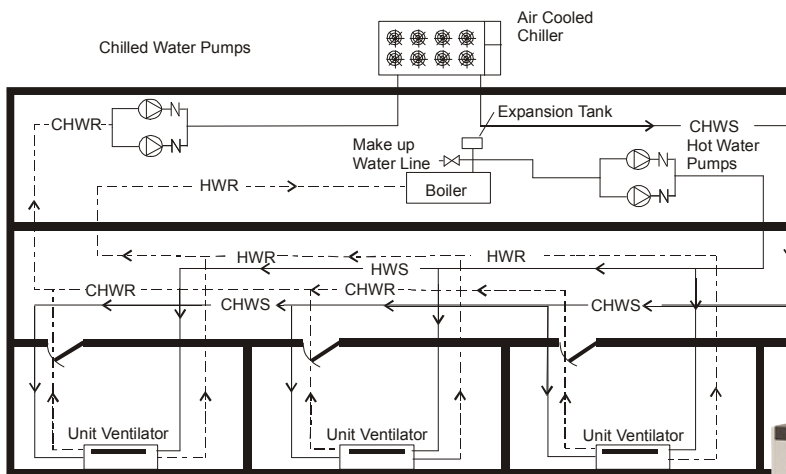 Air Cooled
Chiller
Chilled Water Pumps
CHWR
Expansion Tank
CHWS
Make up
Water Line
Hot Water
Pumps
HWR
Boiler
HWR
HWR
HWS
CHWR
CHWR
CHWS
CHWS
Unit Ventilator
Unit Ventilator
Unit Ventilator